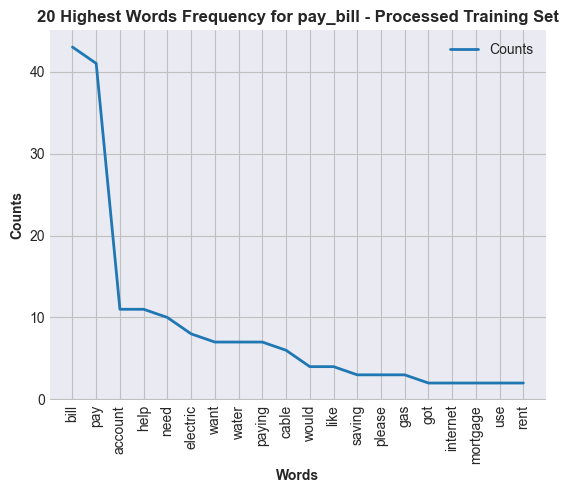 20 Highest Words Frequency for pay_bill - Processed Training Set
Counts
Counts
40
30
20
10
0
bill
pay
account
help
need
electric
want
water
paying
cable
would
like
saving
please
gas
got
internet
mortgage
use
rent
Words